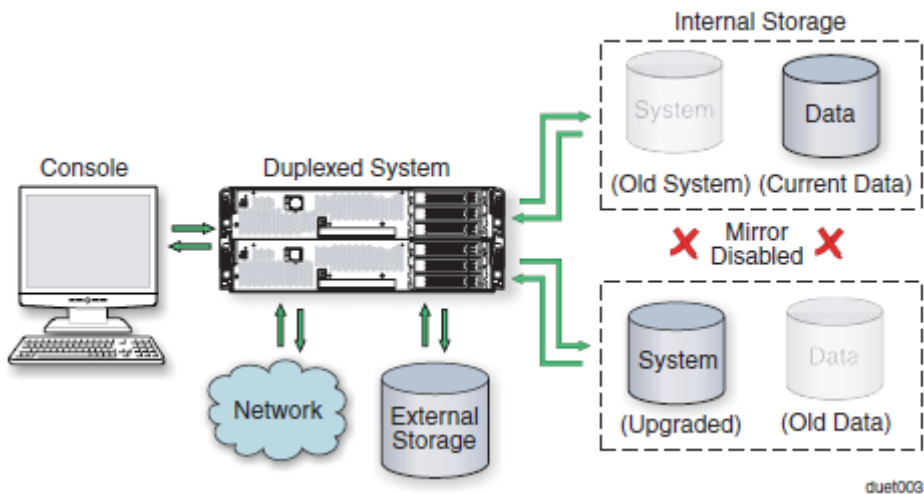 Internal Storage
System
Data
(Old System) (Current Data)
Console
Duplexed System
Mirror
Disabled
System
Data
(Upgraded)
(Old Data)
Network
External
Storage
duet003